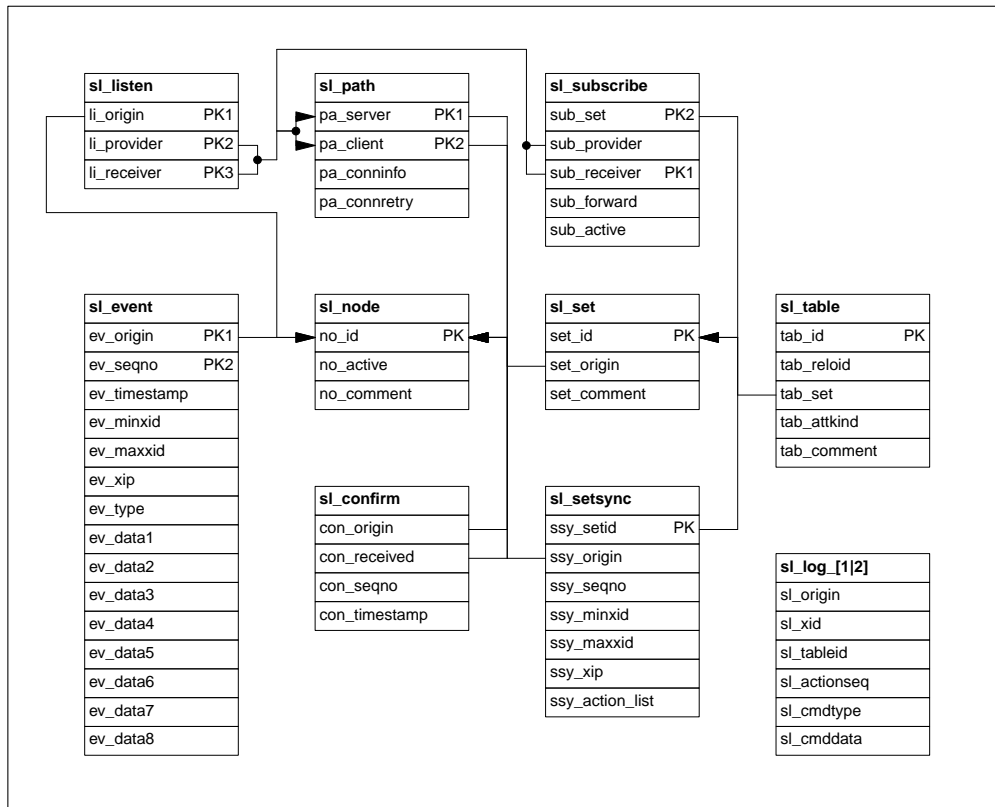 sl_listen
li_origin PK1
li_provider PK2
li_receiver PK3
sl_path
pa_server PK1
pa_client PK2
pa_conninfo
pa_connretry
sl_subscribe
sub_set PK2
sub_provider
sub_receiver PK1
sub_forward
sub_active
sl_event
ev_origin PK1
ev_seqno PK2
ev_timestamp
ev_minxid
ev_maxxid
ev_xip
ev_type
ev_data1
ev_data2
ev_data3
ev_data4
ev_data5
ev_data6
ev_data7
ev_data8
sl_node
no_id PK
no_active
no_comment
sl_set
set_id PK
set_origin
set_comment
sl_table
tab_id PK
tab_reloid
tab_set
tab_attkind
tab_comment
sl_confirm
con_origin
con_received
con_seqno
con_timestamp
sl_setsync
ssy_setid PK
ssy_origin
ssy_seqno
ssy_minxid
ssy_maxxid
ssy_xip
ssy_action_list
sl_log_[1|2]
sl_origin
sl_xid
sl_tableid
sl_actionseq
sl_cmdtype
sl_cmddata